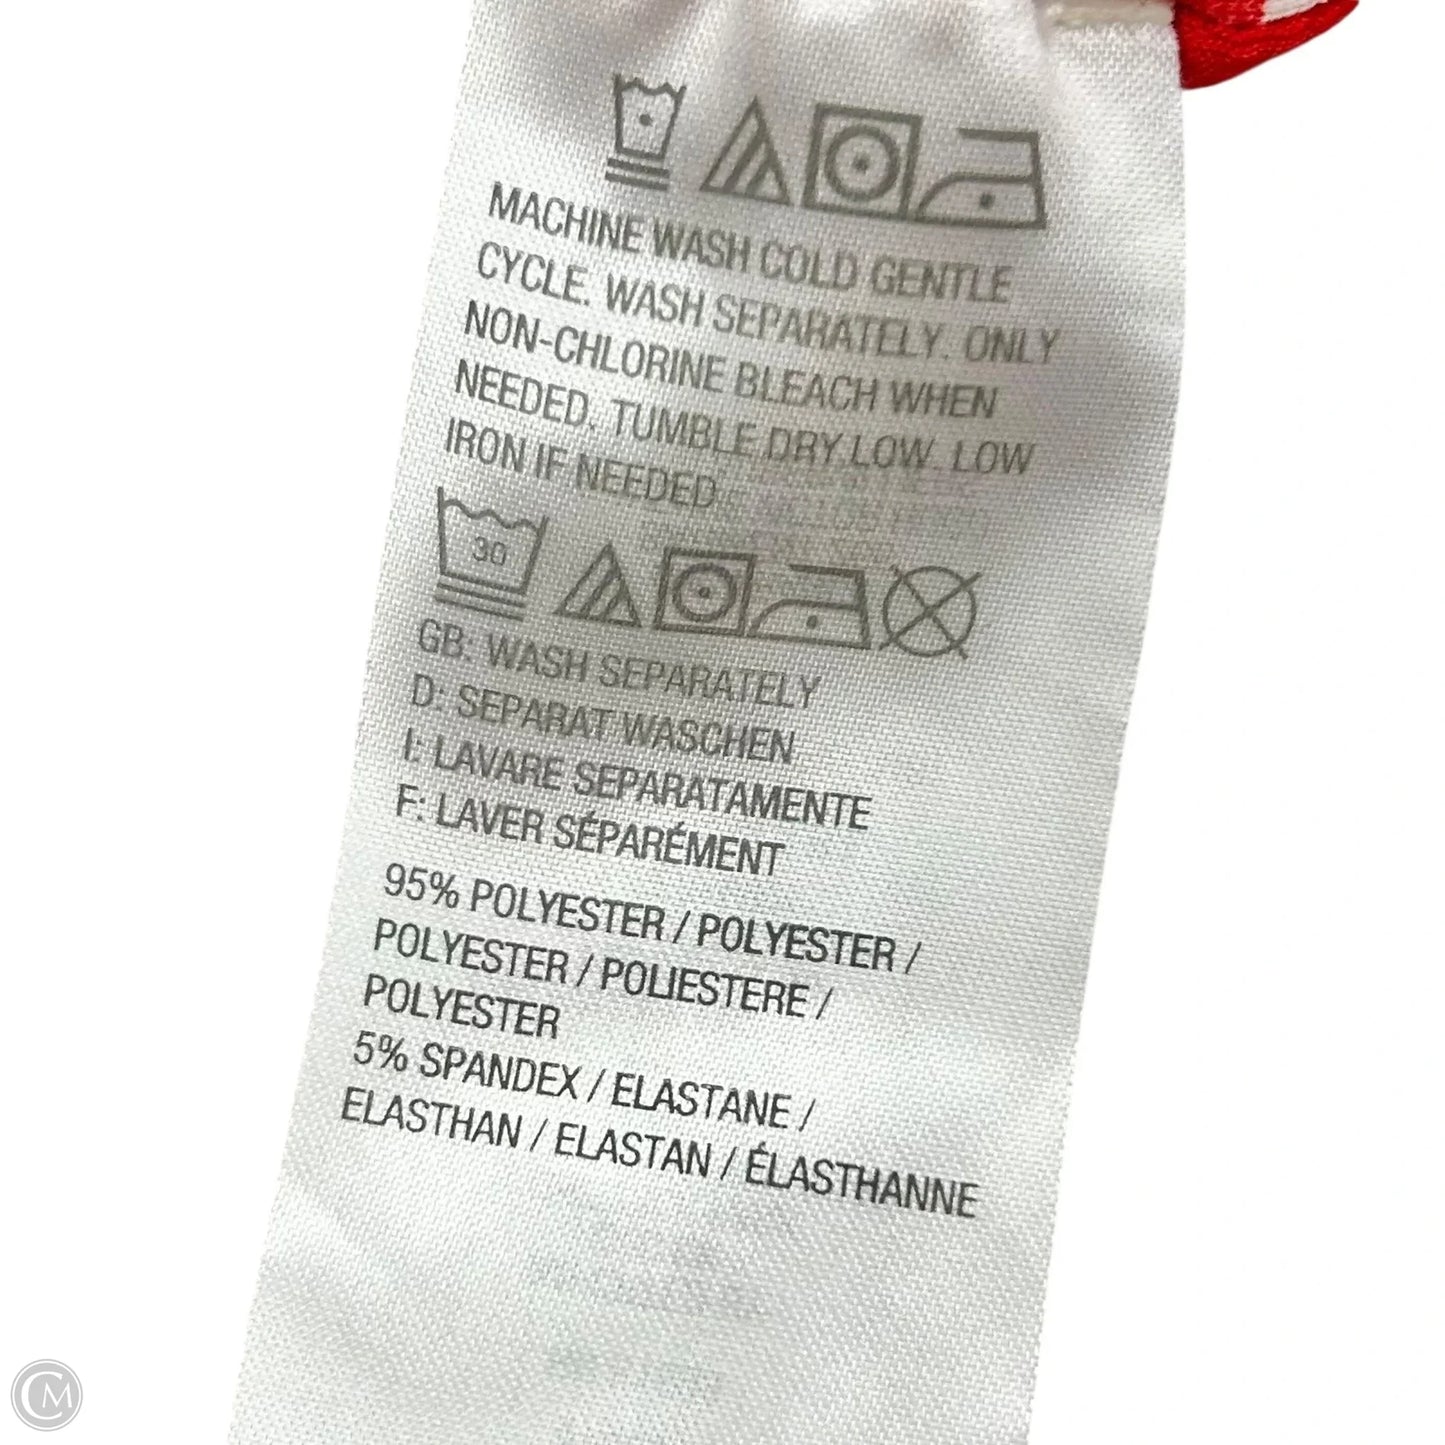 MACHINE WASH COLD GENTLE
CYCLE. WASH SEPARATELY. ONLY
NON-CHLORINE BLEACH WHEN
NEEDED. TUMBLE DRY LOW. LOW
IRON IF NEEDED
30
GB: WASH SEPARATELY
D: SEPARAT WASCHEN
I: LAVARE SEPARATAMENTE
F: LAVER SÉPARÉMENT
95% POLYESTER / POLYESTER /
POLYESTER / POLIESTERE /
POLYESTER
5% SPANDEX / ELASTANE /
ELASTHAN / ELASTAN / ÉLASTHANNE
CM